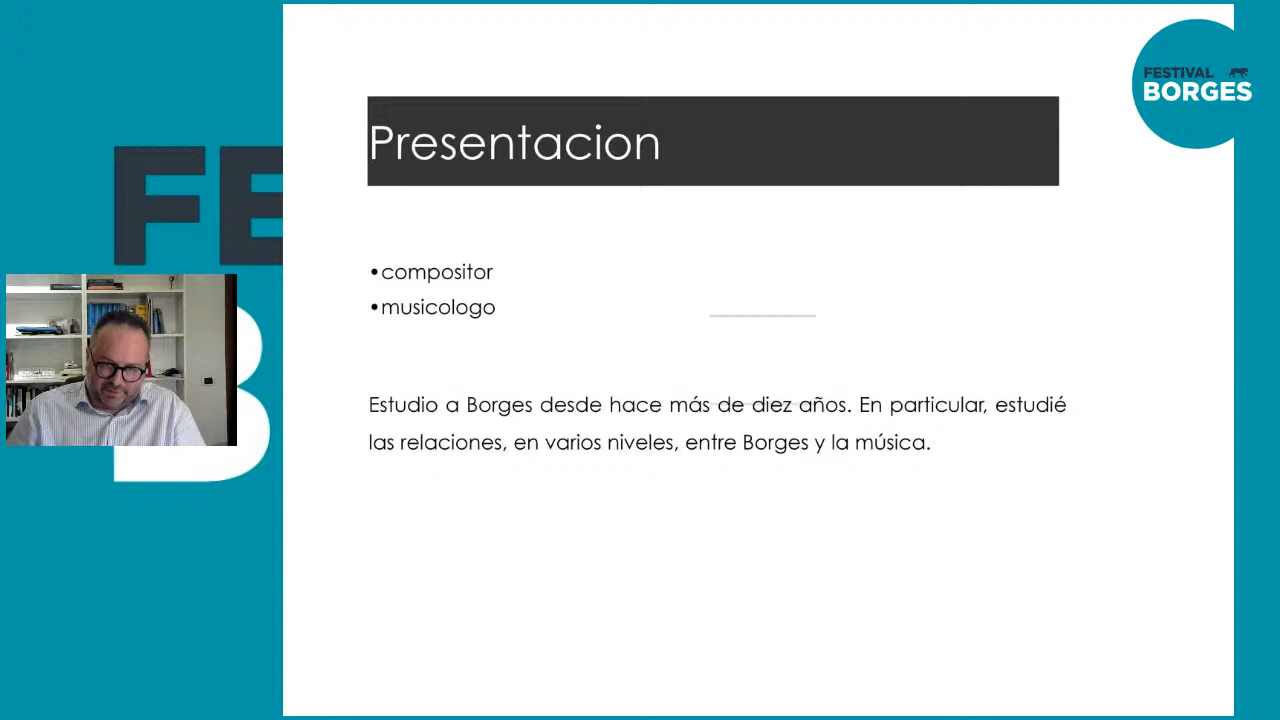 FESTIVAL
BORGES
Presentacion
FE
B
•compositor
•musicologo
Estudio a Borges desde hace más de diez años. En particular, estudié
las relaciones, en varios niveles, entre Borges y la música.